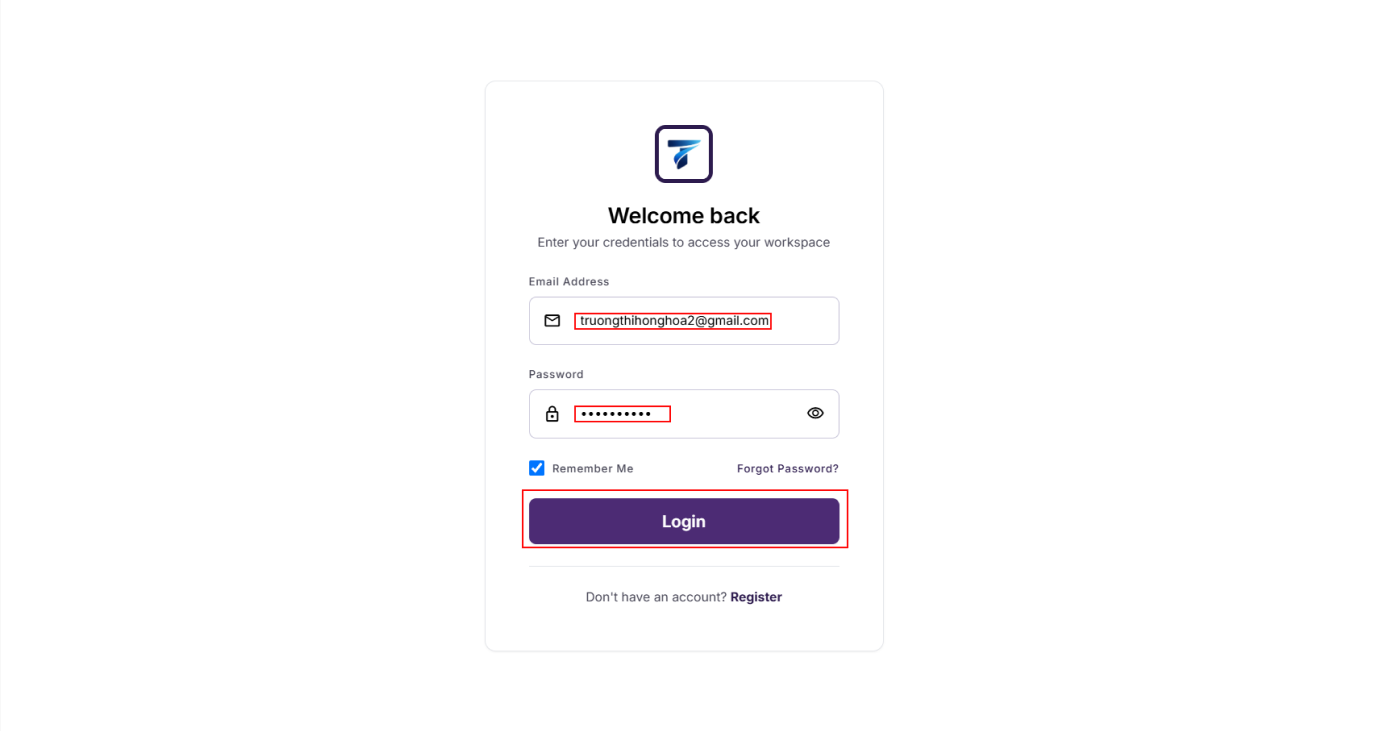 Welcome back
Enter your credentials to access your workspace
Email Address
truongthihonghoa2@gmail.com
Password
••••••••••
Remember Me
Forgot Password?
Login
Don't have an account? Register